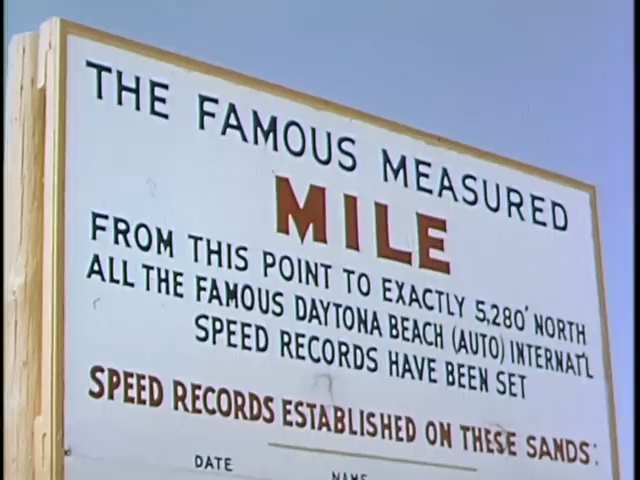 THE FAMOUS MEASURED
MILE
FROM THIS POINT TO EXACTLY 5,280' NORTH
ALL THE FAMOUS DAYTONA BEACH (AUTO) INTERNAT'L
SPEED RECORDS HAVE BEEN SET
SPEED RECORDS ESTABLISHED ON THESE SANDS:
DATE NAME